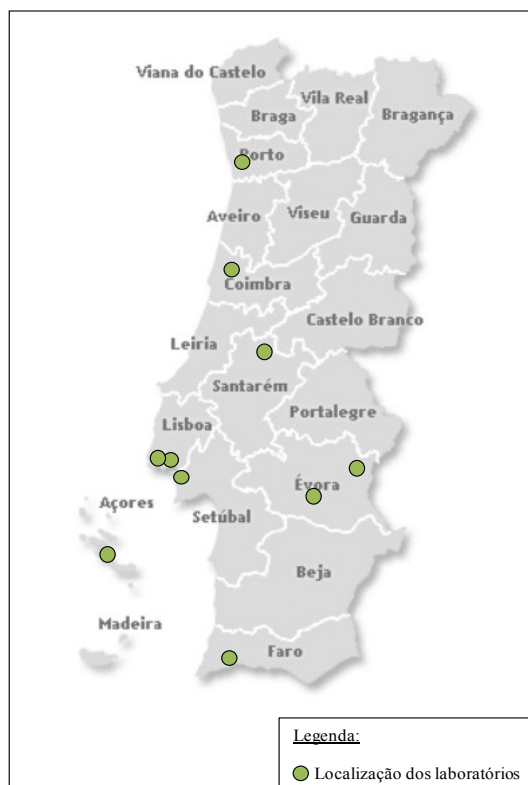 Viana do Castelo
Vila Real
Bragança
Braga
Porto
Aveiro
Viseu
Guarda
Coimbra
Castelo Branco
Leiria
Santarém
Portalegre
Lisboa
Évora
Açores
Setúbal
Beja
Madeira
Faro
Legenda:
Localização dos laboratórios